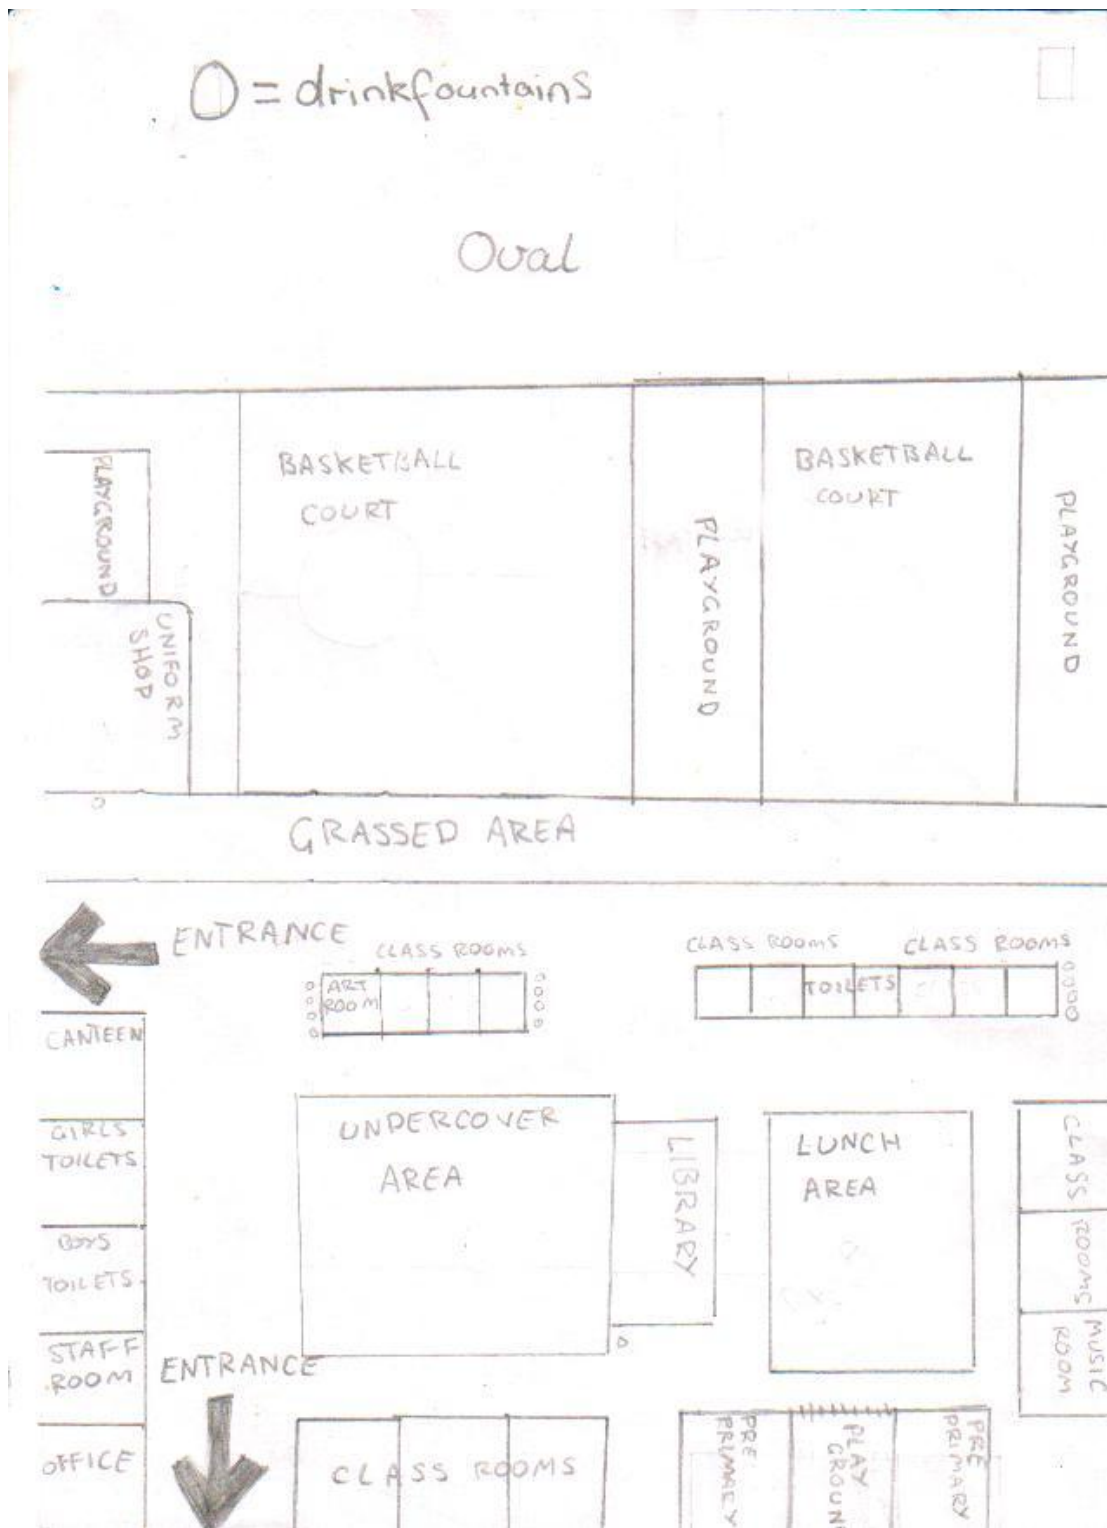 O = drinkfountains
Oval
PLAYGROUND
BASKETBALL
COURT
PLAYGROUND
BASKETBALL
COURT
PLAYGROUND
UNIFORM
SHOP
GRASSED AREA
ENTRANCE
CLASS ROOMS
CLASS ROOMS
CLASS ROOMS
ART
ROOM
TOILETS
CANTEEN
GIRLS
TOILETS
UNDERCOVER
AREA
LIBRARY
LUNCH
AREA
CLASS ROOMS
BOYS
TOILETS
STAFF
ROOM
ENTRANCE
MUSIC
ROOM
OFFICE
CLASS ROOMS
PRE
PRIMARY
PLAY
GROUN
PRE
PRIMARY